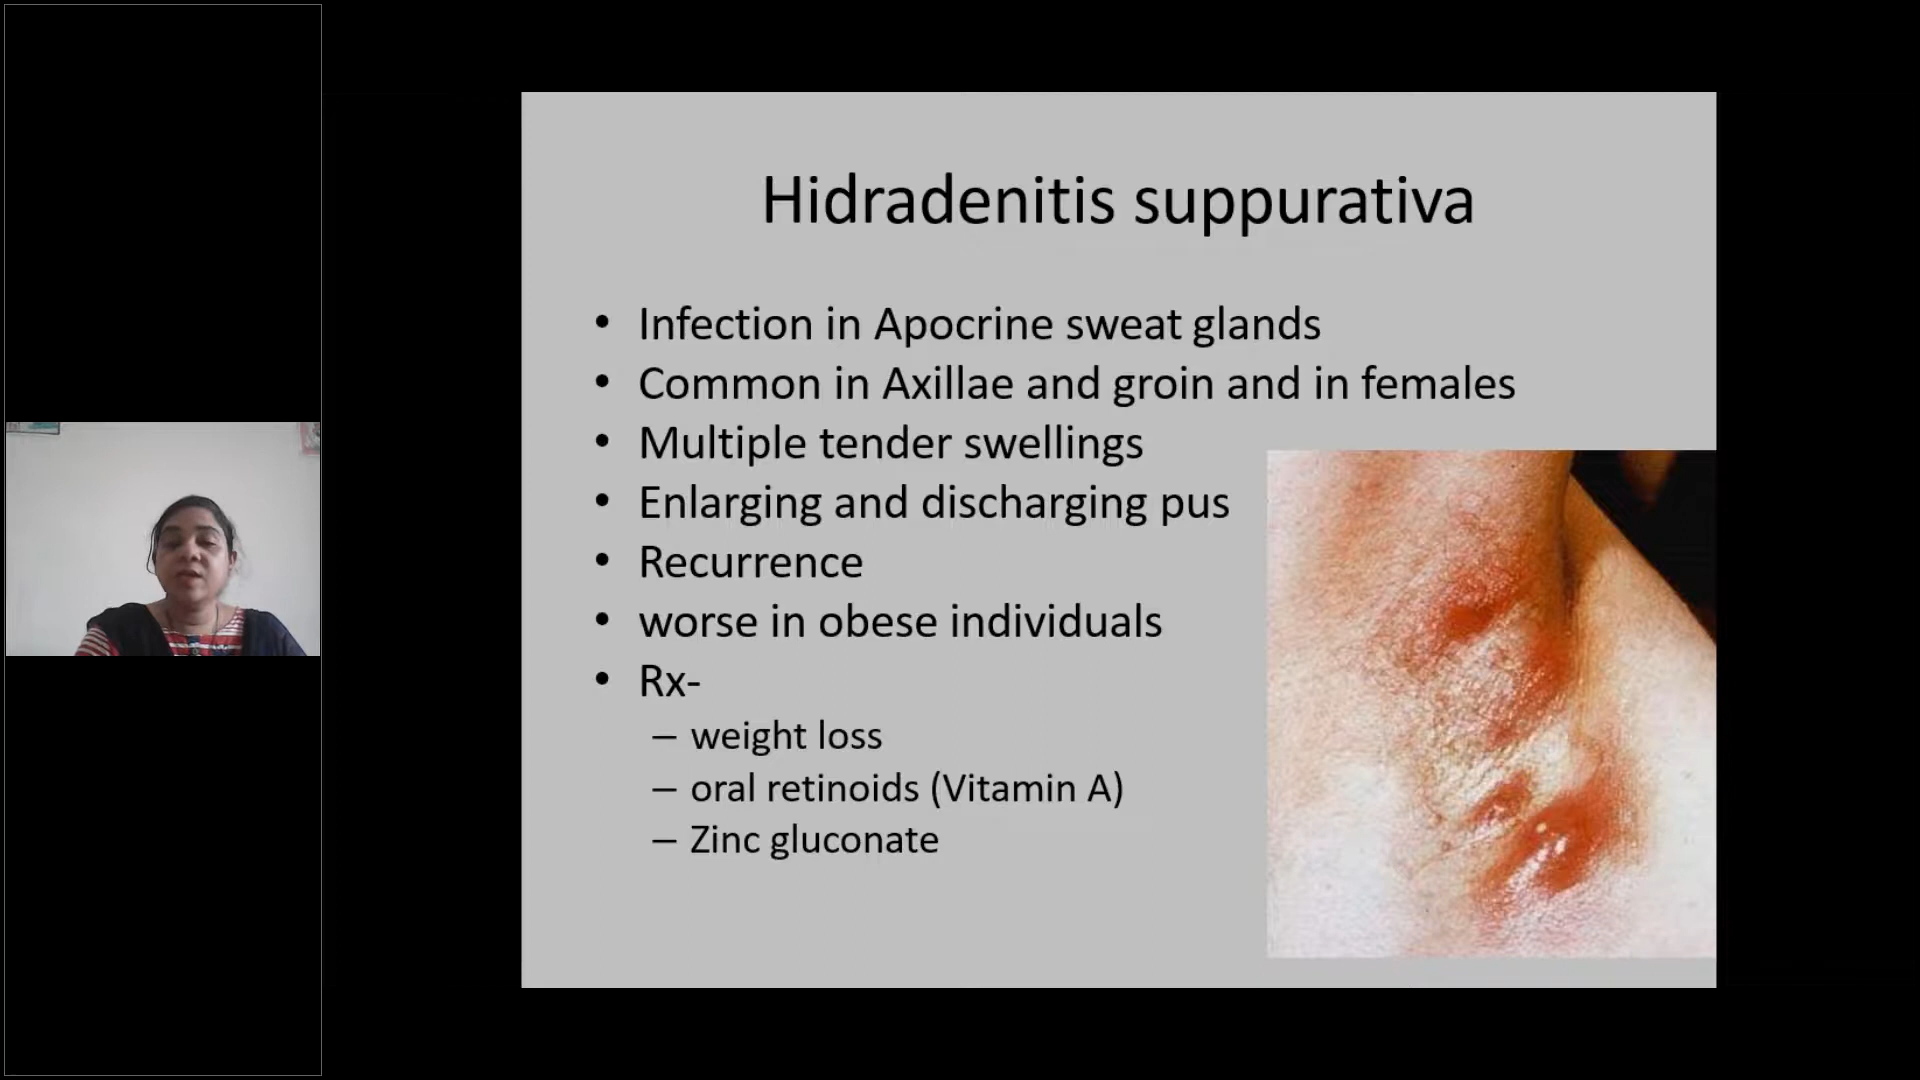 Hidradenitis suppurativa
• Infection in Apocrine sweat glands
• Common in Axillae and groin and in females
• Multiple tender swellings
• Enlarging and discharging pus
• Recurrence
• worse in obese individuals
• Rx-
– weight loss
– oral retinoids (Vitamin A)
– Zinc gluconate